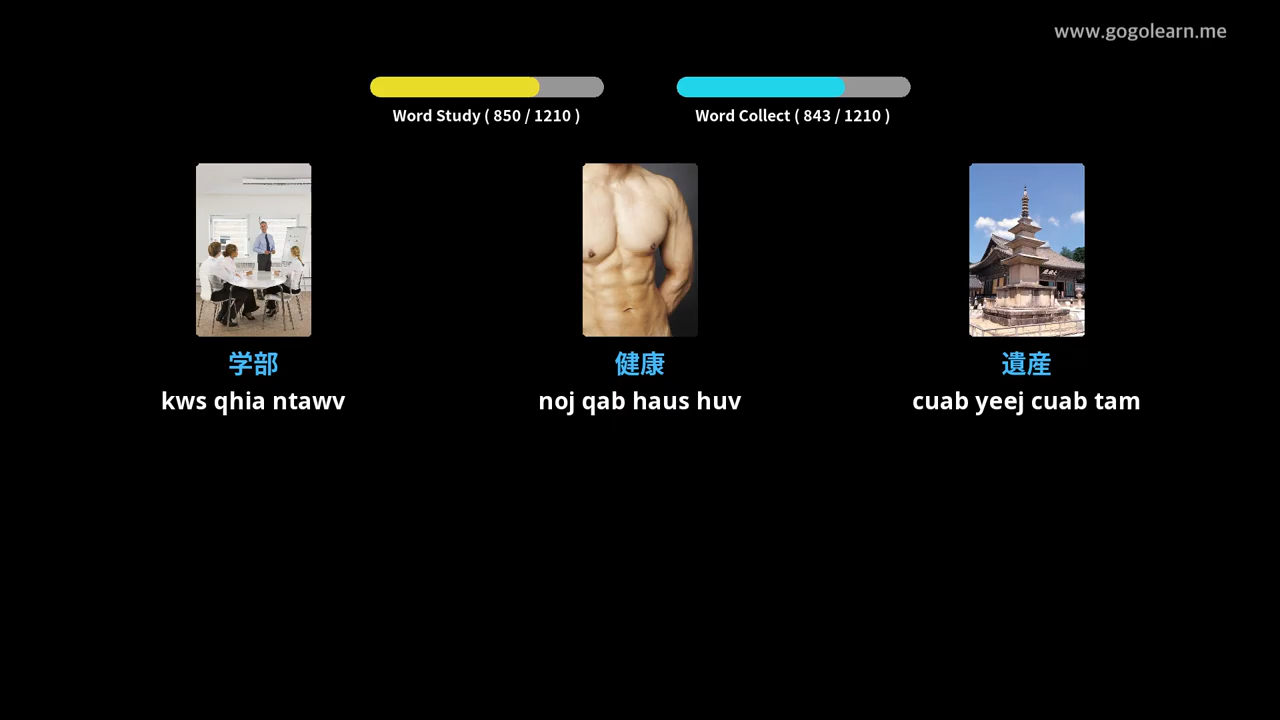 www.gogolearn.me
Word Study ( 850 / 1210 )
Word Collect ( 843 / 1210 )
学部
健康
遺産
kws qhia ntawv
noj qab haus huv
cuab yeej cuab tam